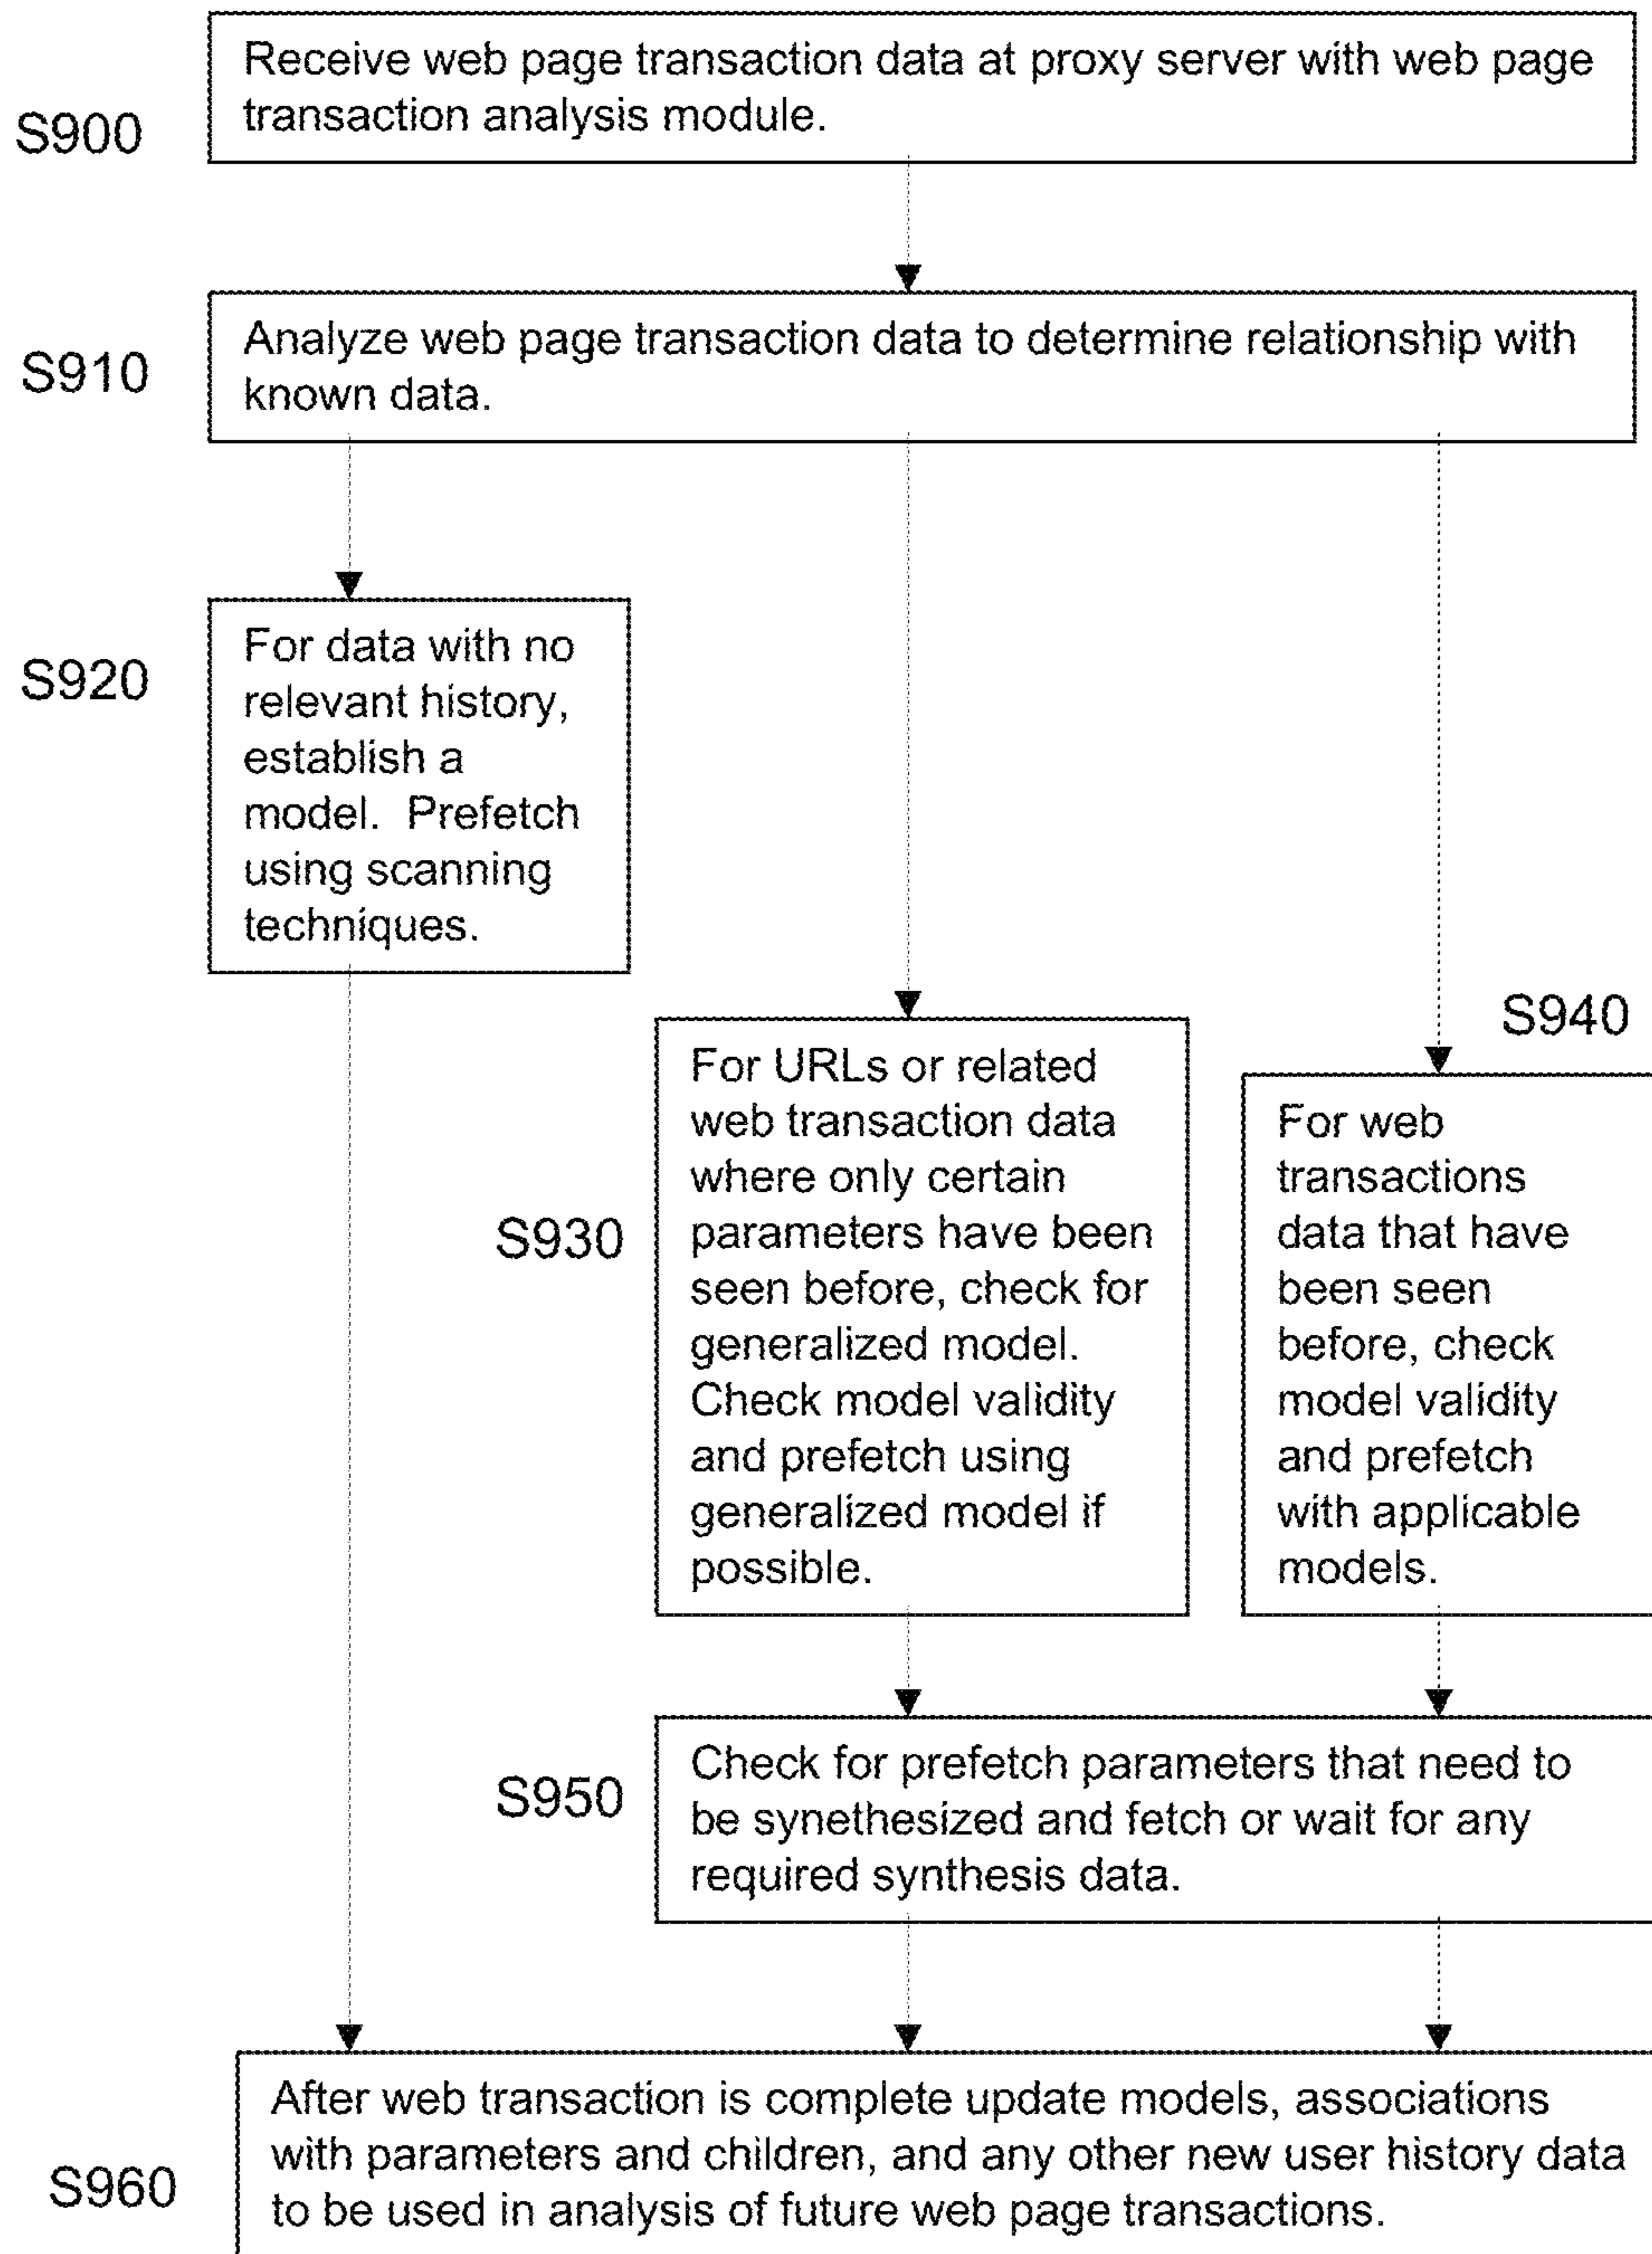 S900
Receive web page transaction data at proxy server with web page
transaction analysis module.
S910
Analyze web page transaction data to determine relationship with
known data.
S920
For data with no
relevant history,
establish a
model. Prefetch
using scanning
techniques.
S930
For URLs or related
web transaction data
where only certain
parameters have been
seen before, check for
generalized model.
Check model validity
and prefetch using
generalized model if
possible.
S940
For web
transactions
data that have
been seen
before, check
model validity
and prefetch
with applicable
models.
S950
Check for prefetch parameters that need to
be synethesized and fetch or wait for any
required synthesis data.
S960
After web transaction is complete update models, associations
with parameters and children, and any other new user history data
to be used in analysis of future web page transactions.